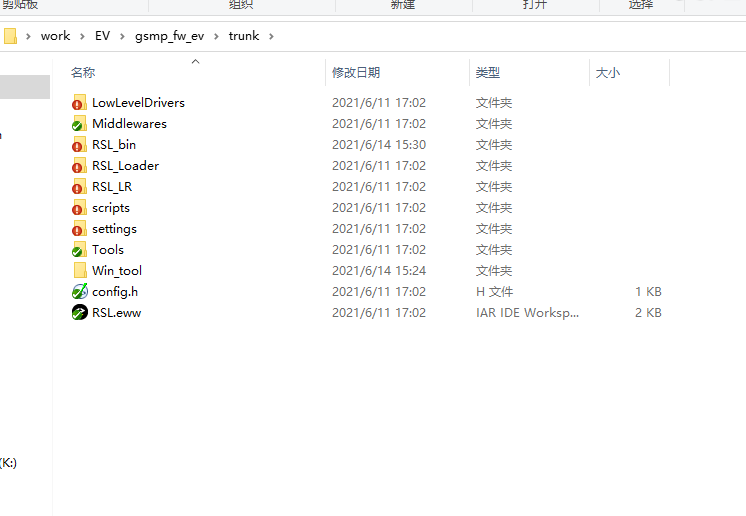 剪贴板 组织 新建 打开 选择
work EV gsmp_fw_ev trunk
名称 修改日期 类型 大小
LowLevelDrivers 2021/6/11 17:02 文件夹
Middlewares 2021/6/11 17:02 文件夹
RSL_bin 2021/6/14 15:30 文件夹
RSL_Loader 2021/6/11 17:02 文件夹
RSL_LR 2021/6/11 17:02 文件夹
scripts 2021/6/11 17:02 文件夹
settings 2021/6/11 17:02 文件夹
Tools 2021/6/11 17:02 文件夹
Win_tool 2021/6/14 15:24 文件夹
config.h 2021/6/11 17:02 H 文件 1 KB
RSL.eww 2021/6/11 17:02 IAR IDE Worksp... 2 KB
(K:)